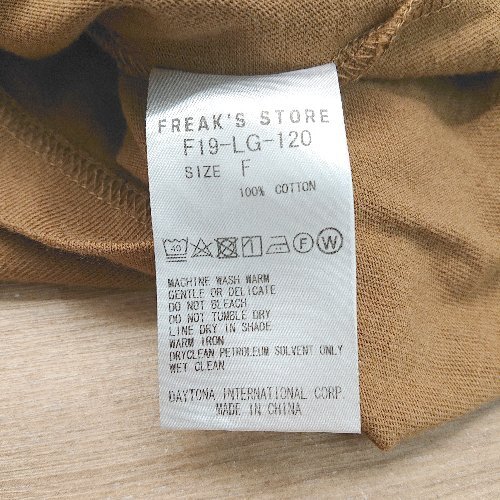 FREAK'S STORE
F19-LG-120
SIZE F
100% COTTON
40 F W
MACHINE WASH WARM
GENTLE OR DELICATE
DO NOT BLEACH
DO NOT TUMBLE DRY
LINE DRY IN SHADE
WARM IRON
DRYCLEAN PETROLEUM SOLVENT ONLY
WET CLEAN
DAYTONA INTERNATIONAL CORP.
MADE IN CHINA